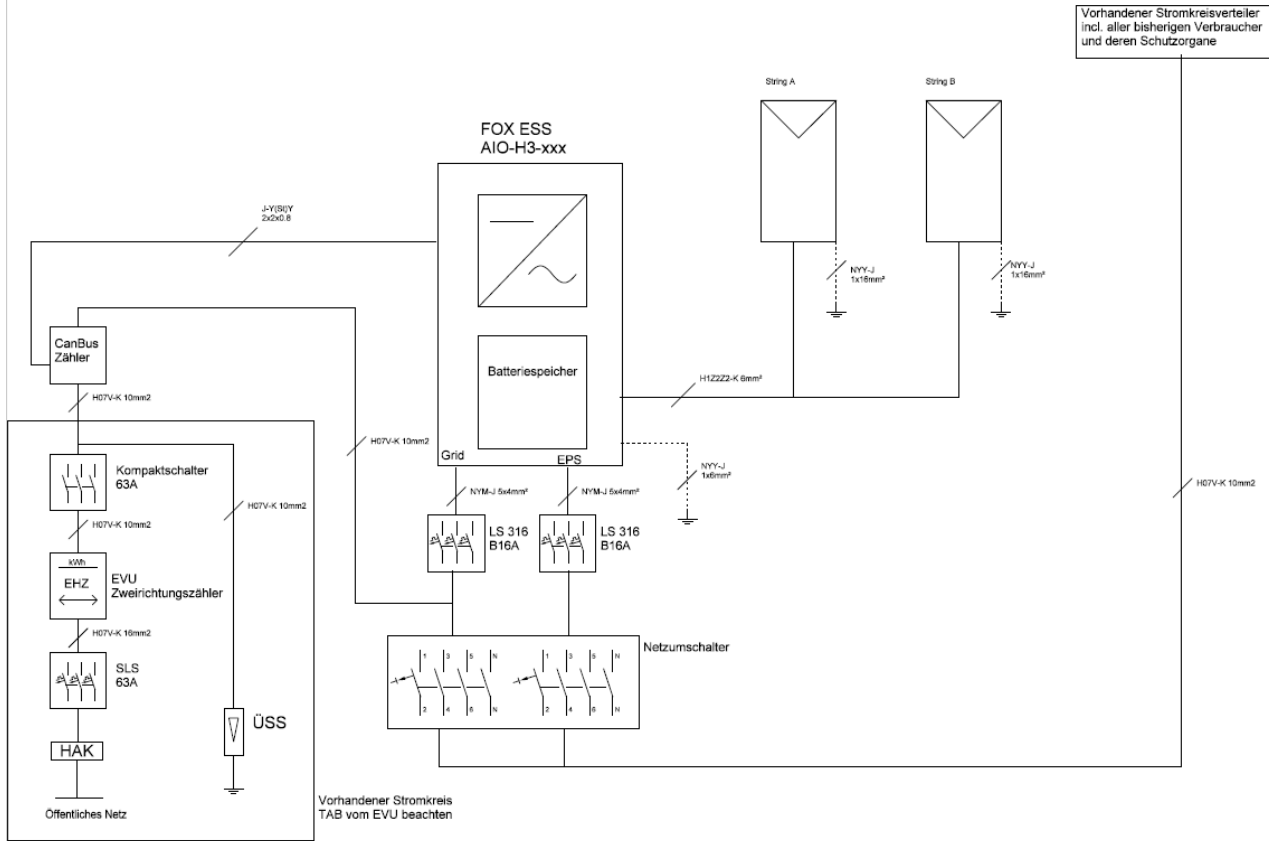 Vorhandener Stromkreisverteiler
incl. aller bisherigen Verbraucher
und deren Schutzorgane
String A
String B
FOX ESS
AIO-H3-xxx
J-Y(St)Y
2x2x0.8
NYY-J
1x16mm²
NYY-J
1x16mm²
CanBus
Zähler
Batteriespeicher
H1Z2Z2-K 6mm²
H07V-K 10mm2
H07V-K 10mm2
Grid
EPS
Kompaktschalter
63A
NYY-J
1x6mm²
NYM-J 5x4mm²
NYM-J 5x4mm²
H07V-K 10mm2
H07V-K 10mm2
H07V-K 10mm2
LS 316
B16A
LS 316
B16A
kWh
EHZ
EVU
Zweirichtungszähler
H07V-K 16mm2
Netzumschalter
1 3 5 N
1 3 5 N
2 4 6 N
2 4 6 N
SLS
63A
ÜSS
HAK
Öffentliches Netz
Vorhandener Stromkreis
TAB vom EVU beachten